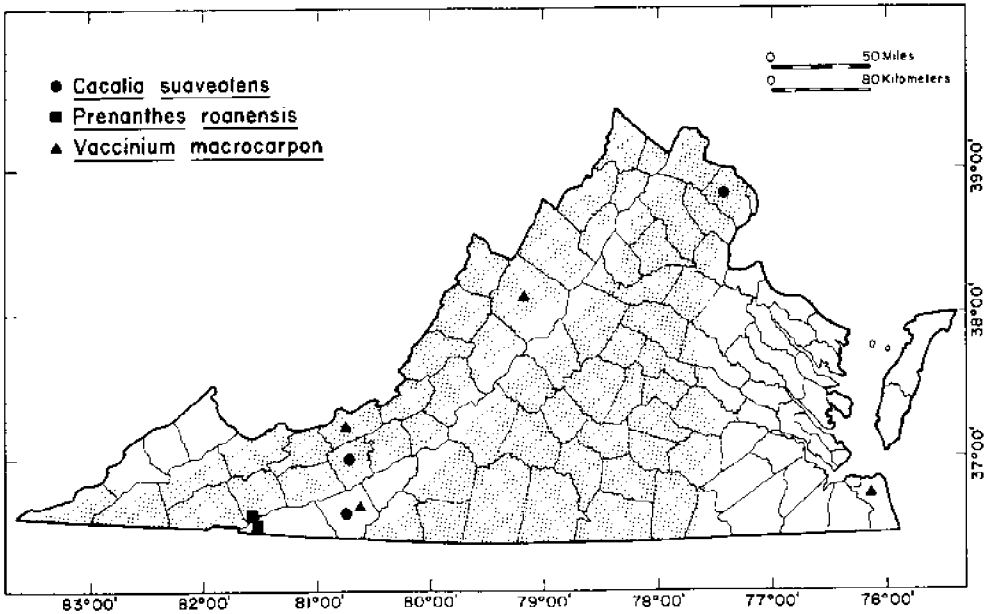 0 50 Miles
0 80 Kilometers
Cacalia suaveolens
Prenanthes roanensis
Vaccinium macrocarpon
39°00'
38°00'
37°00'
83°00' 82°00' 81°00' 80°00' 79°00' 78°00' 77°00' 76°00'